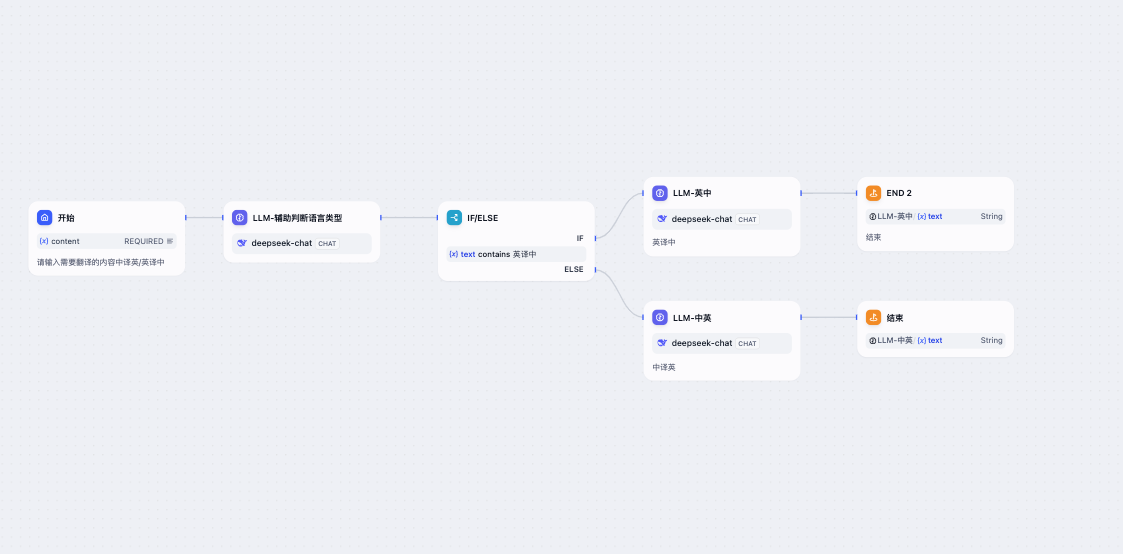 开始
(x) content REQUIRED
请输入需要翻译的内容中译英/英译中
LLM-辅助判断语言类型
deepseek-chat CHAT
IF/ELSE
IF
(x) text contains 英译中
ELSE
LLM-英中
deepseek-chat CHAT
英译中
END 2
LLM-英中 (x) text String
结束
LLM-中英
deepseek-chat CHAT
中译英
结束
LLM-中英 (x) text String